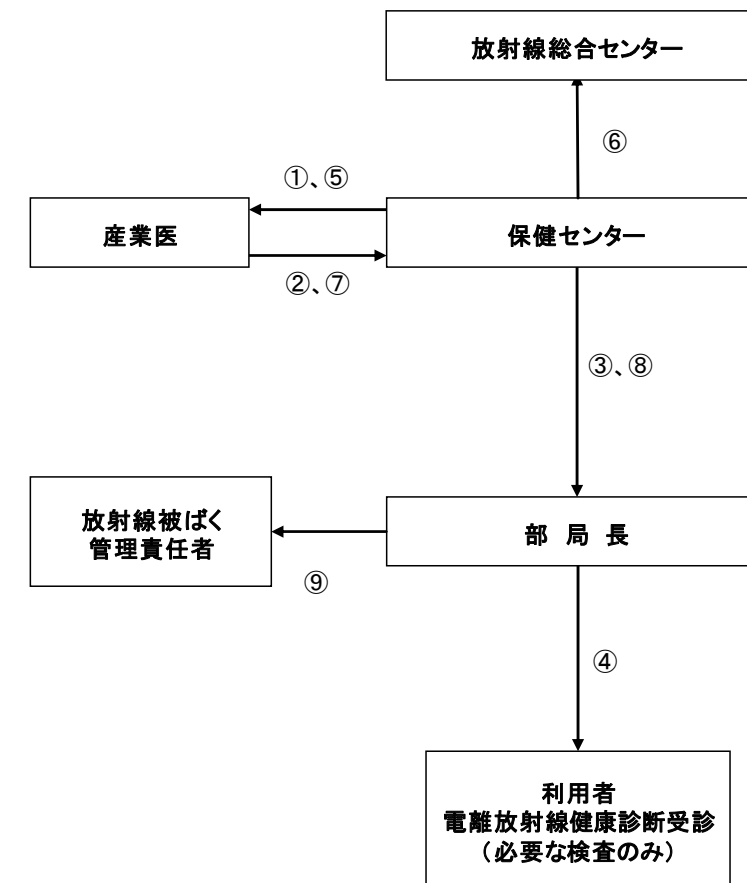 放射線総合センター
⑥
①、⑤
産業医
保健センター
②、⑦
③、⑧
放射線被ばく
管理責任者
部 局 長
⑨
④
利用者
電離放射線健康診断受診
（必要な検査のみ）